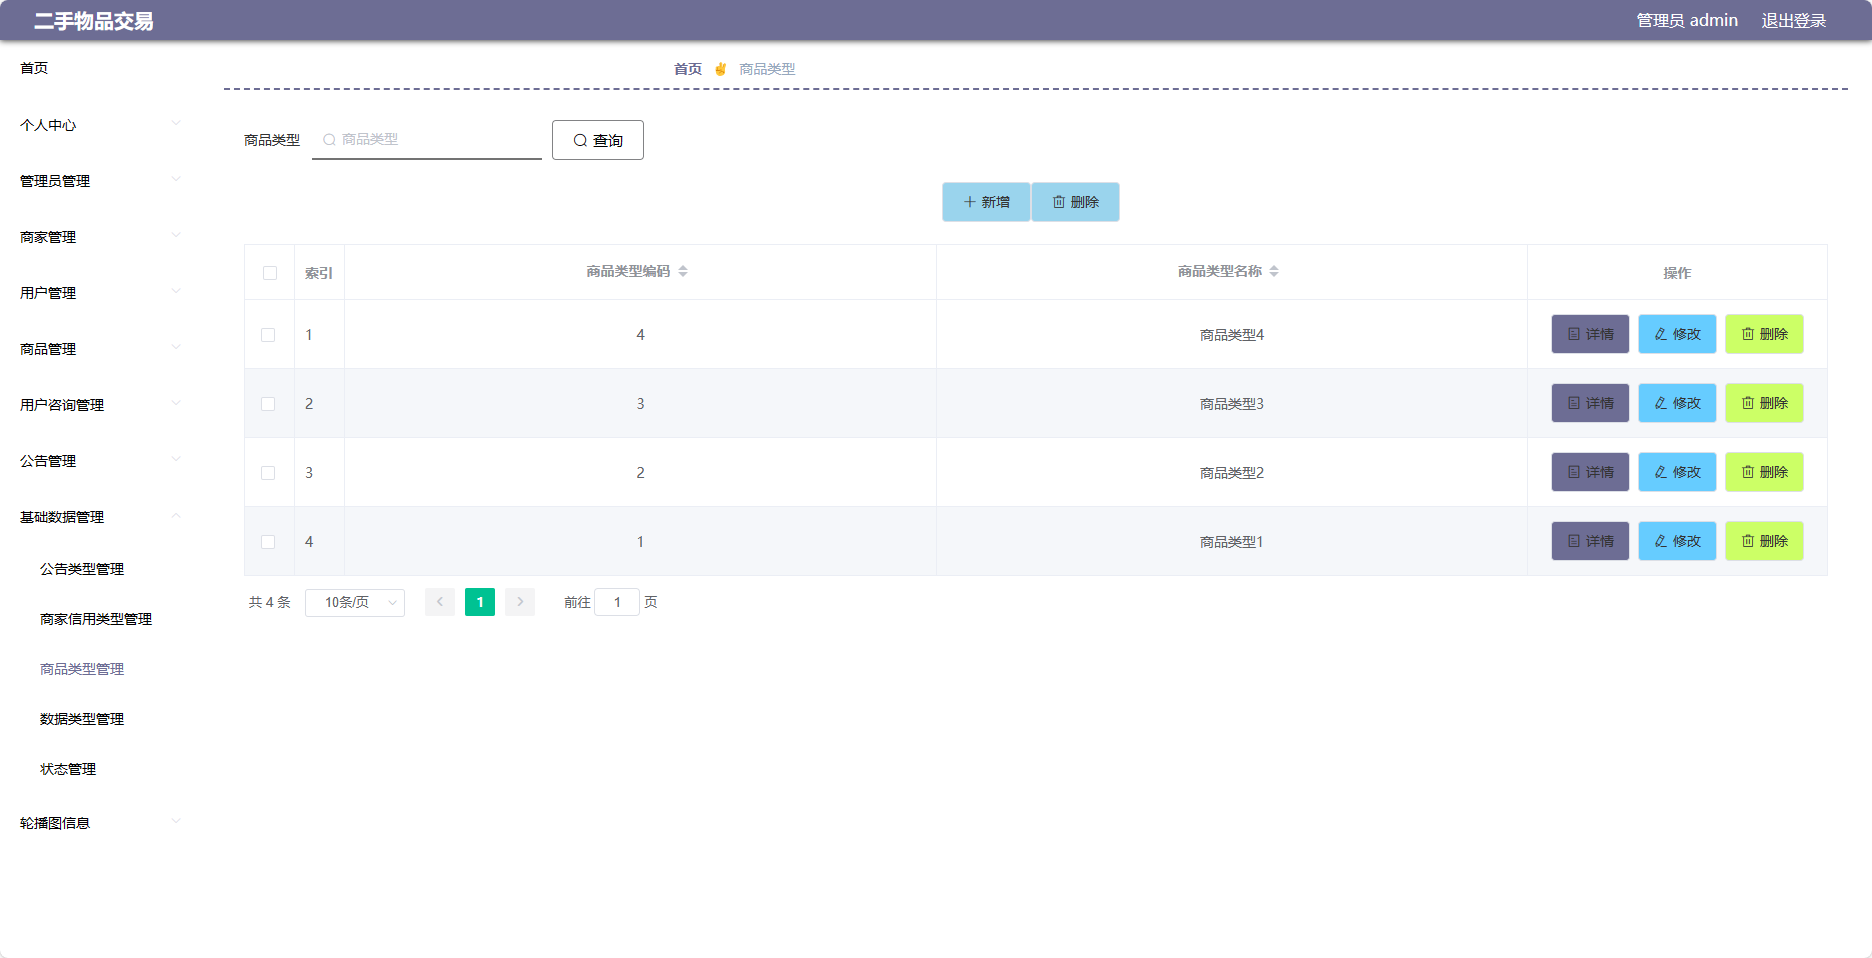 二手物品交易
管理员 admin 退出登录
首页
个人中心
管理员管理
商家管理
用户管理
商品管理
用户咨询管理
公告管理
基础数据管理
公告类型管理
商家信用类型管理
商品类型管理
数据类型管理
状态管理
轮播图信息
首页 ✌ 商品类型
商品类型 商品类型 查询
新增 删除
索引 商品类型编码 商品类型名称 操作
1 4 商品类型4 详情 修改 删除
2 3 商品类型3 详情 修改 删除
3 2 商品类型2 详情 修改 删除
4 1 商品类型1 详情 修改 删除
共 4 条 10条/页 1 前往 1 页